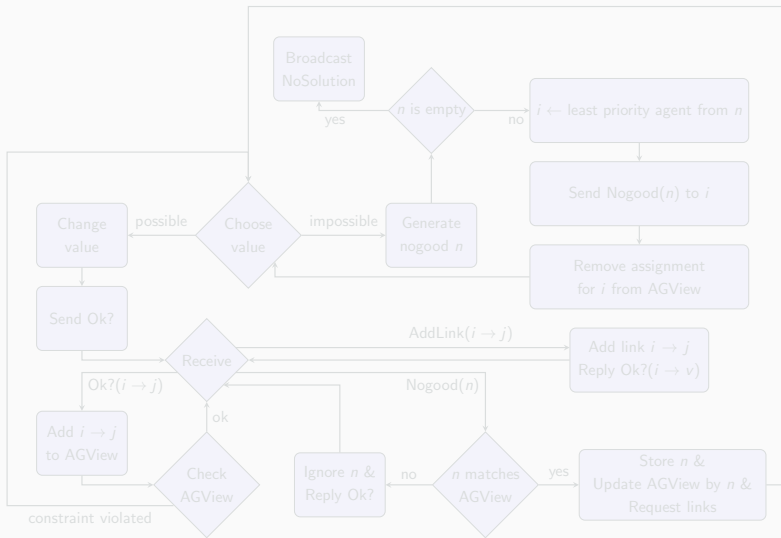 Broadcast
NoSolution
n is empty
yes
no
i ← least priority agent from n
Send Nogood(n) to i
Remove assignment
for i from AGView
Change
value
possible
Choose
value
impossible
Generate
nogood n
Send Ok?
Receive
AddLink(i → j)
Add link i → j
Reply Ok?(i → v)
Ok?(i → j)
Nogood(n)
ok
Add i → j
to AGView
Check
AGView
Ignore n &
Reply Ok?
no
n matches
AGView
yes
Store n &
Update AGView by n &
Request links
constraint violated